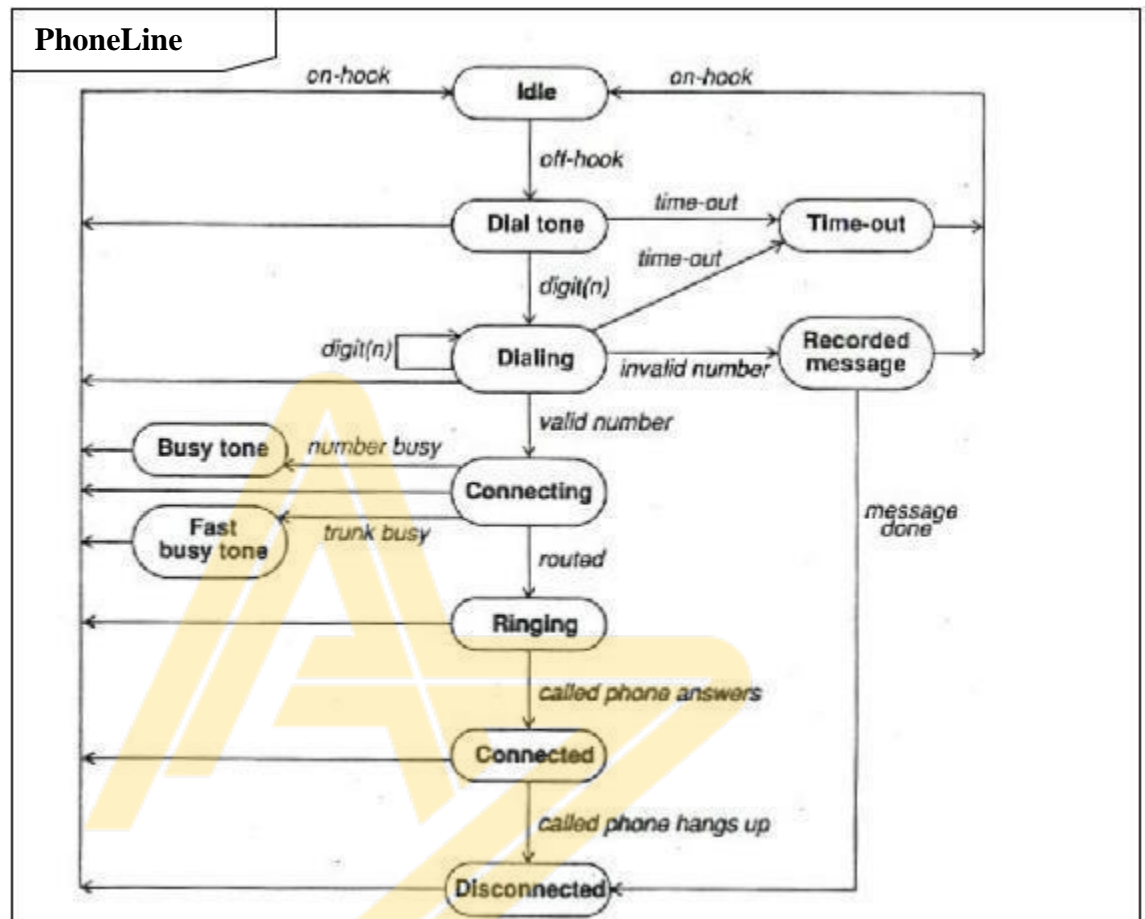 PhoneLine
on-hook
Idle
on-hook
off-hook
Dial tone
time-out
Time-out
time-out
digit(n)
digit(n)
Dialing
invalid number
Recorded
message
valid number
Busy tone
number busy
Connecting
Fast
busy tone
trunk busy
message
done
routed
Ringing
called phone answers
Connected
called phone hangs up
Disconnected